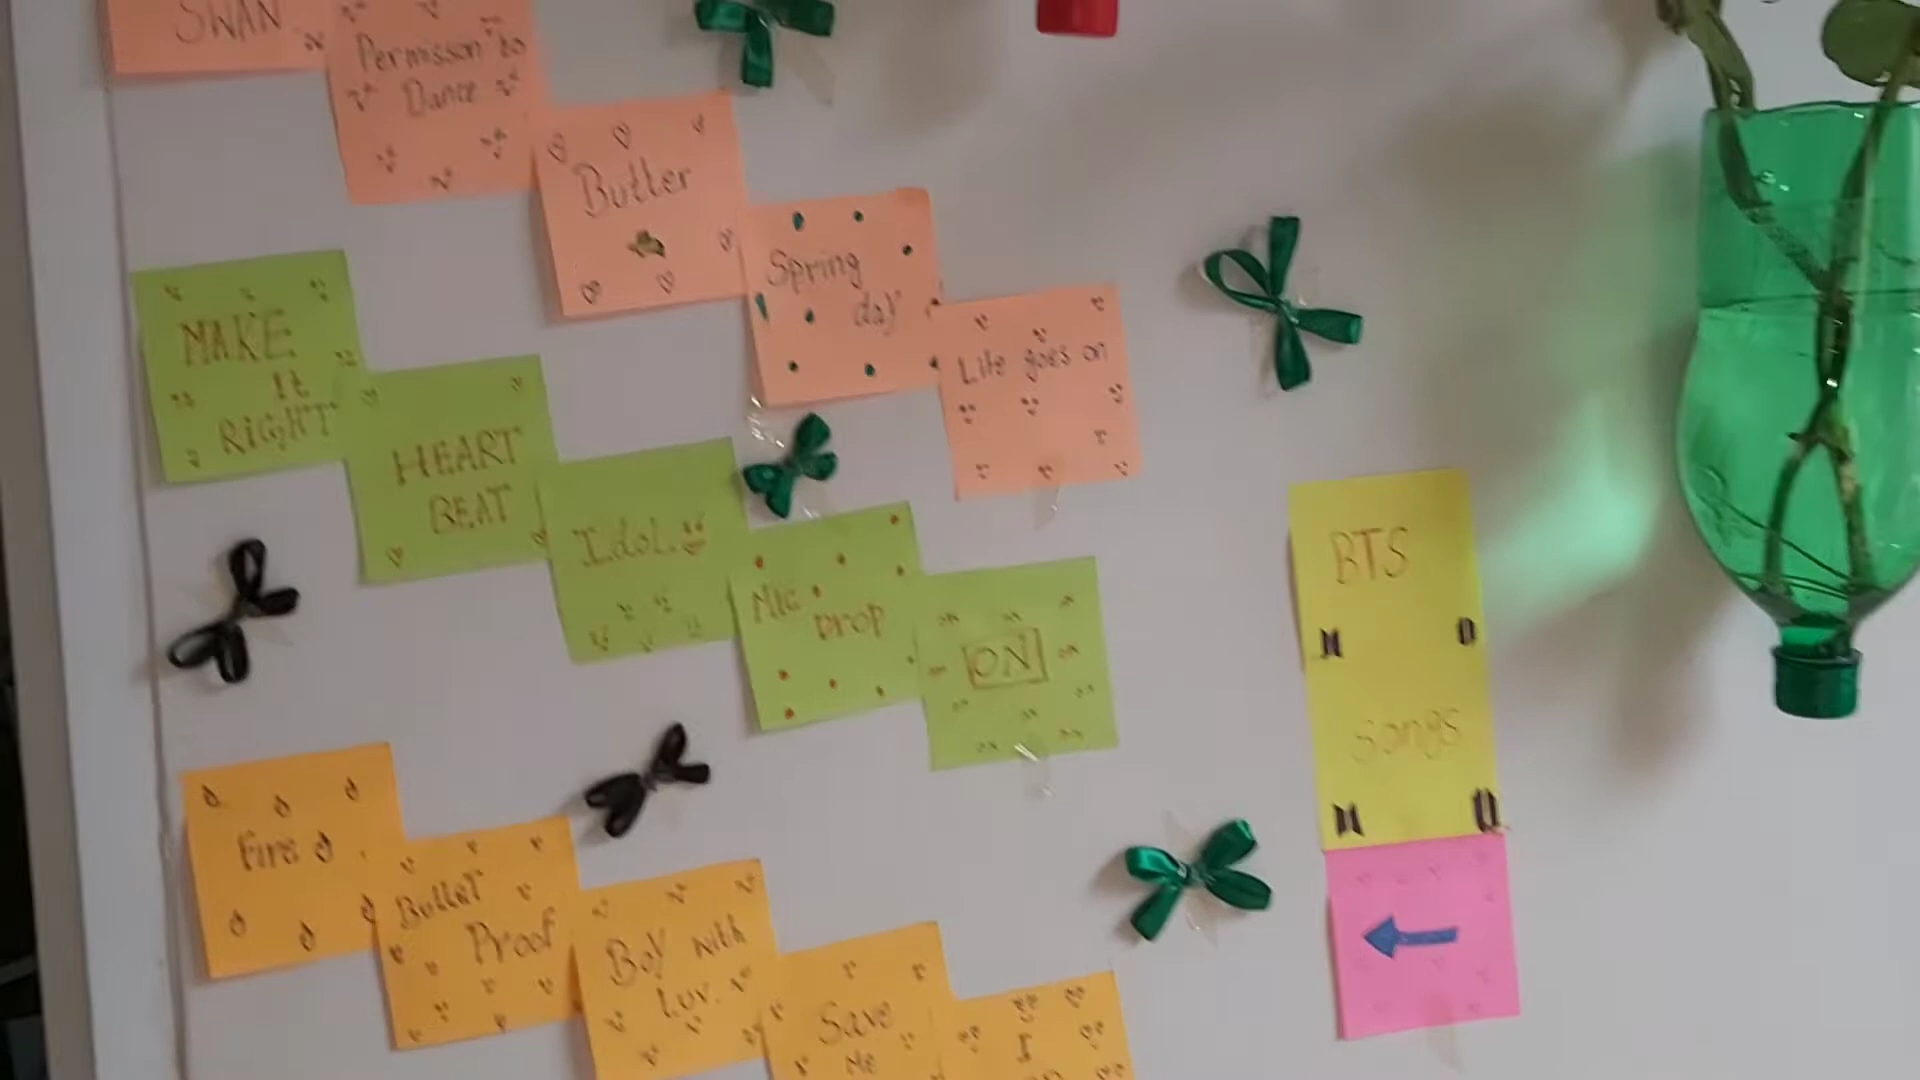 SWAN
Permisson to
Dance
Butter
Spring
day
Life goes on
MAKE
It
RiGHT
HEART
BEAT
Idol.
Mic
Drop
ON
BTS
songs
Fire
Bullet
Proof
Boy with
Luv.
Save
Me
I